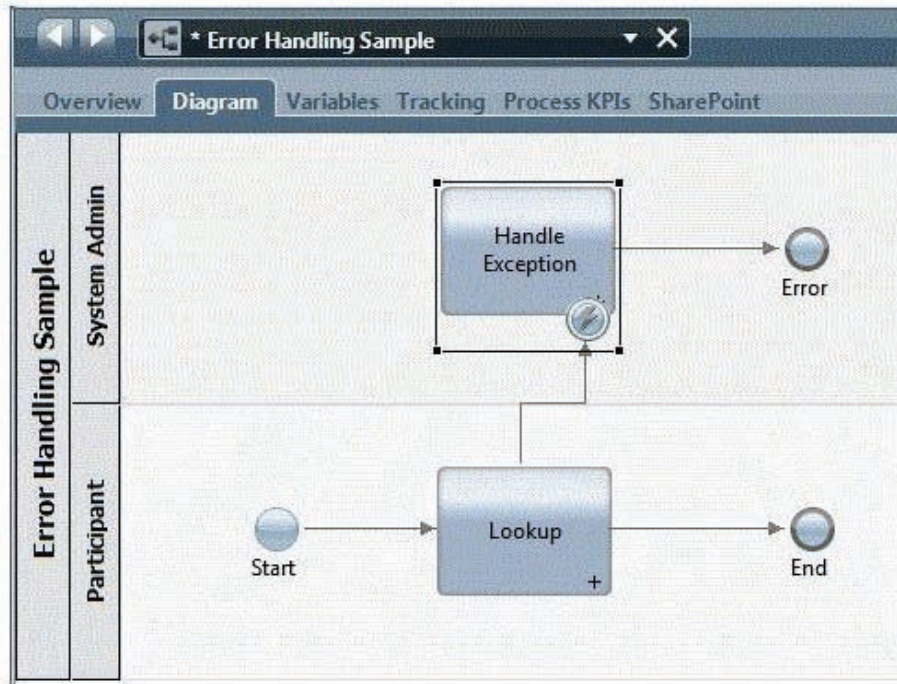 * Error Handling Sample
Overview Diagram Variables Tracking Process KPIs SharePoint
Error Handling Sample
System Admin
Handle
Exception
Error
Participant
Start
Lookup
+
End